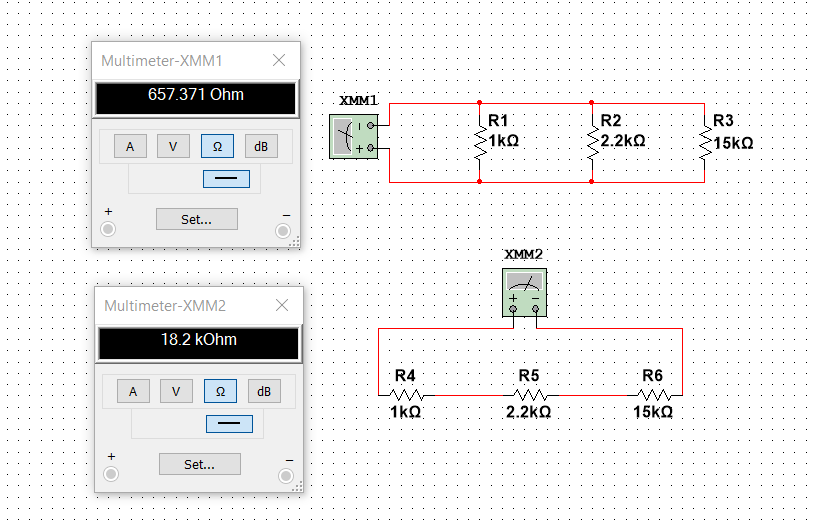 Multimeter-XMM1
657.371 Ohm
A V Ω dB
+ −
Set...
XMM1
− +
R1
1kΩ
R2
2.2kΩ
R3
15kΩ
XMM2
+ −
Multimeter-XMM2
18.2 kOhm
A V Ω dB
+ −
Set...
R4
1kΩ
R5
2.2kΩ
R6
15kΩ